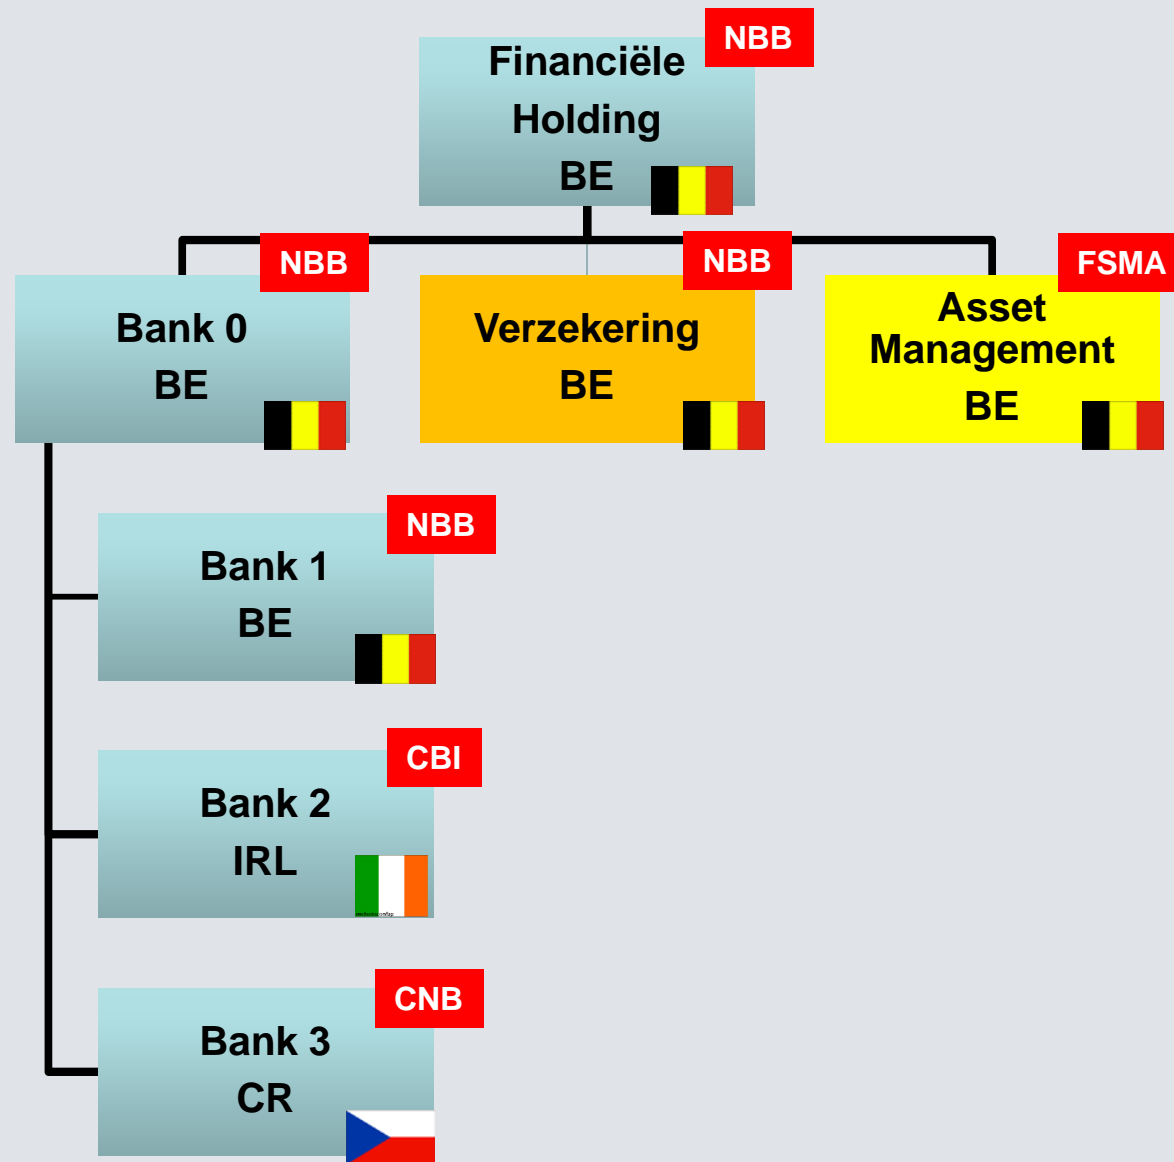 NBB
Financiële
Holding
BE
NBB
Bank 0
BE
NBB
Verzekering
BE
FSMA
Asset
Management
BE
NBB
Bank 1
BE
CBI
Bank 2
IRL
CNB
Bank 3
CR